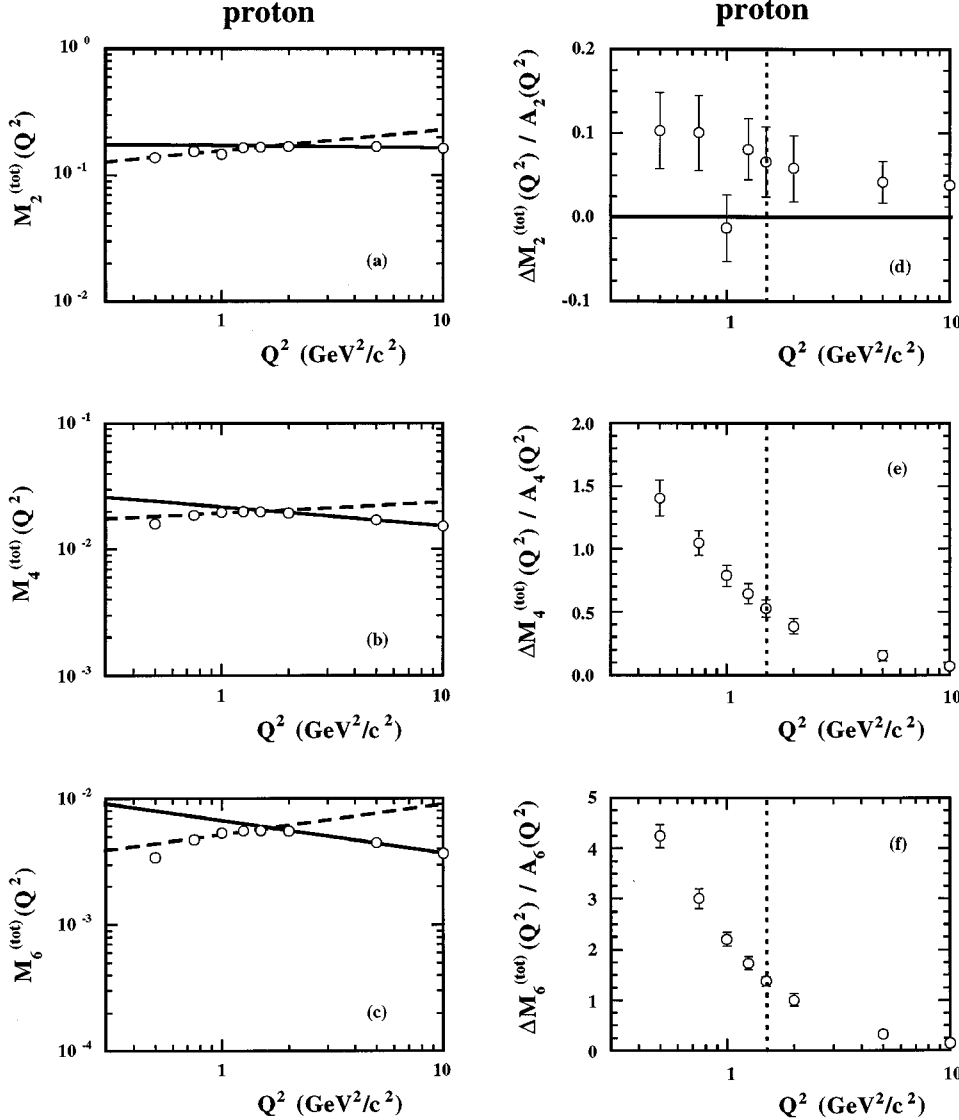 proton
10⁰
10⁻¹
10⁻²
M₂⁽ᵗᵒᵗ⁾(Q²)
(a)
1
10
Q² (GeV²/c²)
proton
0.2
0.1
0.0
-0.1
ΔM₂⁽ᵗᵒᵗ⁾(Q²) / A₂(Q²)
(d)
1
10
Q² (GeV²/c²)
10⁻¹
10⁻²
10⁻³
M₄⁽ᵗᵒᵗ⁾(Q²)
(b)
1
10
Q² (GeV²/c²)
2.0
1.5
1.0
0.5
0.0
ΔM₄⁽ᵗᵒᵗ⁾(Q²) / A₄(Q²)
(e)
1
10
Q² (GeV²/c²)
10⁻²
10⁻³
10⁻⁴
M₆⁽ᵗᵒᵗ⁾(Q²)
(c)
1
10
Q² (GeV²/c²)
5
4
3
2
1
0
ΔM₆⁽ᵗᵒᵗ⁾(Q²) / A₆(Q²)
(f)
1
10
Q² (GeV²/c²)